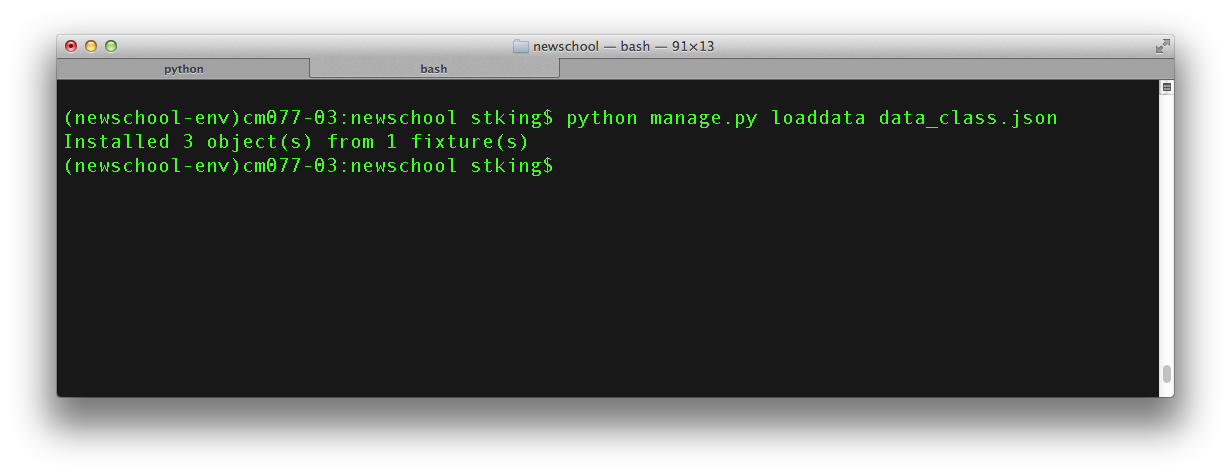 newschool — bash — 91×13
python bash
(newschool-env)cm077-03:newschool stking$ python manage.py loaddata data_class.json
Installed 3 object(s) from 1 fixture(s)
(newschool-env)cm077-03:newschool stking$